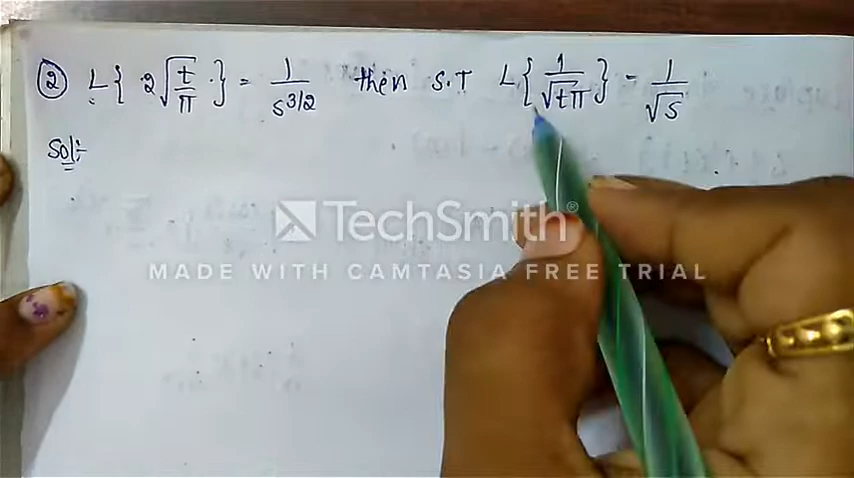 ② L{ 2√(t/π) } = 1/s^(3/2) then S.T L{ 1/√(tπ) } = 1/√s
Sol:-
TechSmith®
MADE WITH CAMTASIA FREE TRIAL